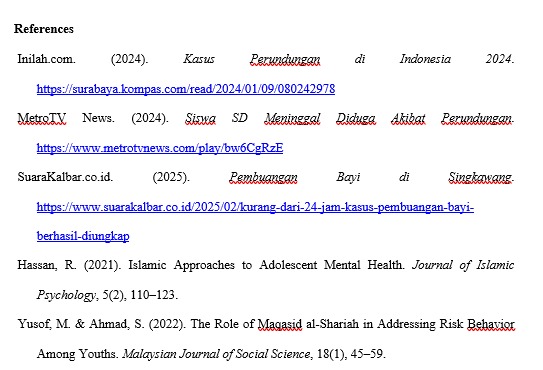 References
Inilah.com. (2024). Kasus Perundungan di Indonesia 2024.
https://surabaya.kompas.com/read/2024/01/09/080242978
MetroTV News. (2024). Siswa SD Meninggal Diduga Akibat Perundungan.
https://www.metrotvnews.com/play/bw6CgRzE
SuaraKalbar.co.id. (2025). Pembuangan Bayi di Singkawang.
https://www.suarakalbar.co.id/2025/02/kurang-dari-24-jam-kasus-pembuangan-bayi-
berhasil-diungkap
Hassan, R. (2021). Islamic Approaches to Adolescent Mental Health. Journal of Islamic
Psychology, 5(2), 110–123.
Yusof, M. & Ahmad, S. (2022). The Role of Maqasid al-Shariah in Addressing Risk Behavior
Among Youths. Malaysian Journal of Social Science, 18(1), 45–59.